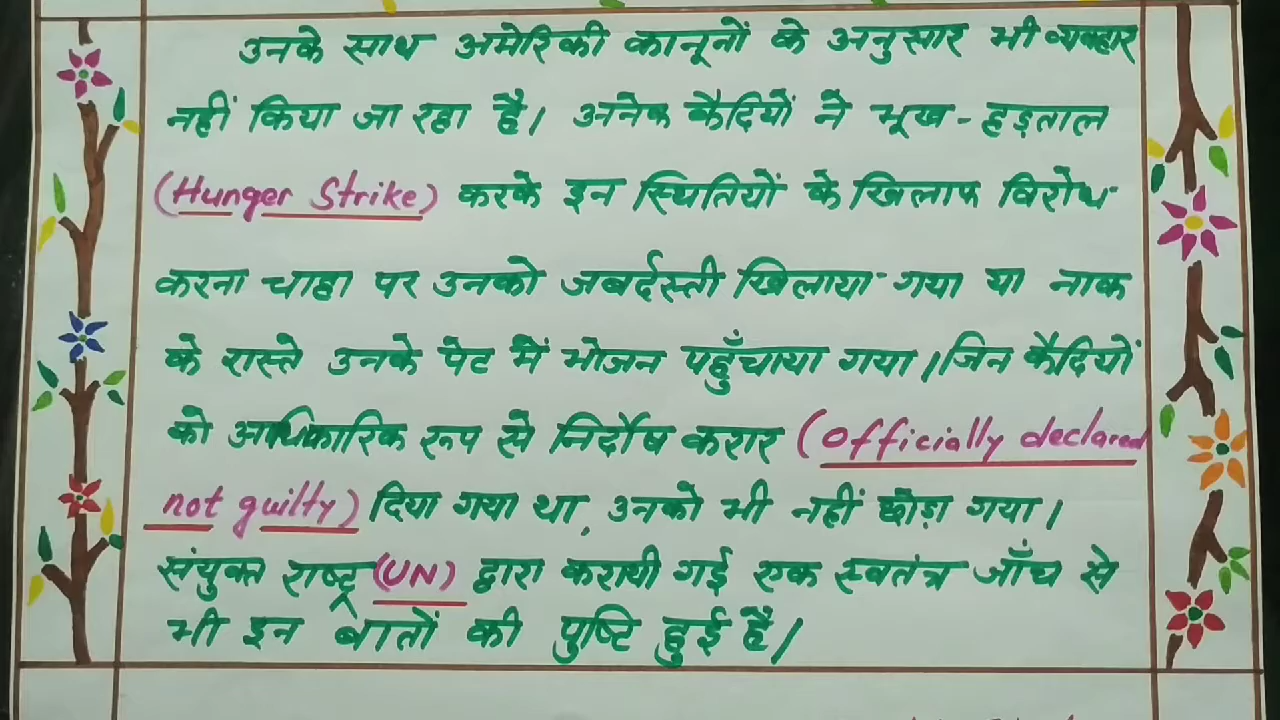 उनके साथ अमेरिकी कानूनों के अनुसार भी व्यवहार
नहीं किया जा रहा है। अनेक कैदियों ने भूख-हड़ताल
(Hunger Strike) करके इन स्थितियों के खिलाफ विरोध
करना चाहा पर उनको जबर्दस्ती खिलाया गया या नाक
के रास्ते उनके पेट में भोजन पहुँचाया गया। जिन कैदियों
को आधिकारिक रूप से निर्दोष करार (officially declared
not guilty) दिया गया था, उनको भी नहीं छोड़ा गया।
संयुक्त राष्ट्र (UN) द्वारा करायी गई एक स्वतंत्र जाँच से
भी इन बातों की पुष्टि हुई है।